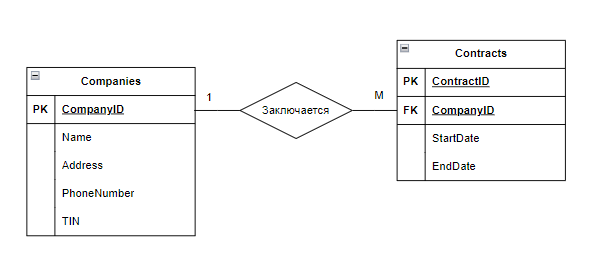 Companies
PK CompanyID
Name
Address
PhoneNumber
TIN
1
Заключается
M
Contracts
PK ContractID
FK CompanyID
StartDate
EndDate